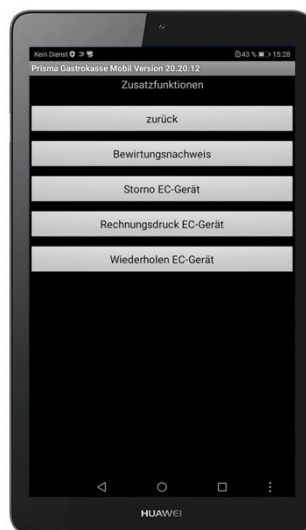 Kein Dienst 43 % 15:28
Prisma Gastrokasse Mobil Version 20.20.12
Zusatzfunktionen
zurück
Bewirtungsnachweis
Storno EC-Gerät
Rechnungsdruck EC-Gerät
Wiederholen EC-Gerät
HUAWEI